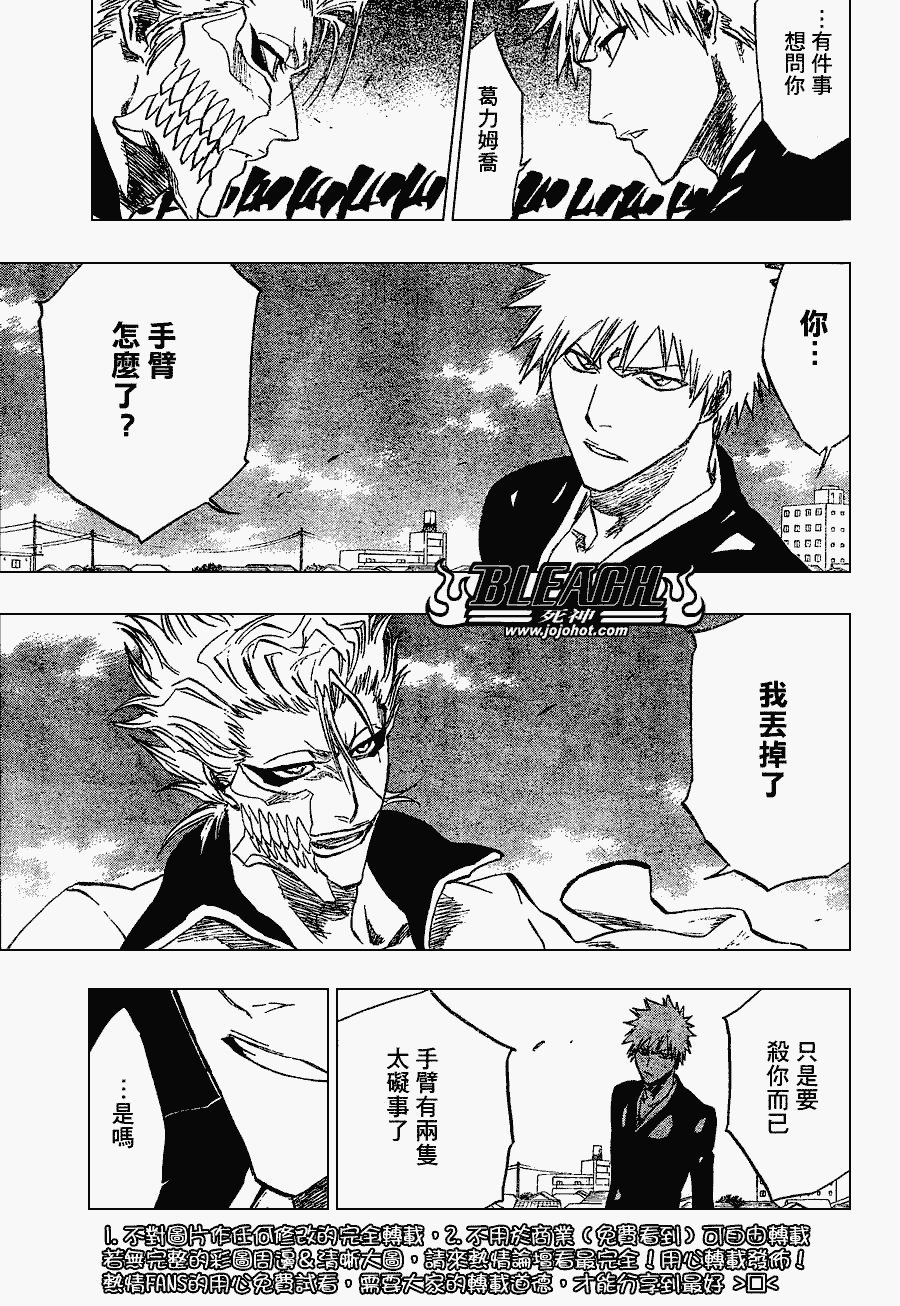 …有件事
想問你
葛力姆喬
你…
手臂
怎麼了？
BLEACH
死神
www.jojohot.com
我丟掉了
只是要
殺你而已
手臂有兩隻
太礙事了
…是嗎
1. 不對圖片作任何修改的完全轉載，2. 不用於商業（免費看到）可自由轉載
若無完整的彩圖周邊&清晰大圖，請來熱情論壇看最完全！用心轉載發佈！
熱情FANS的用心免費試看，需要大家的轉載道德，才能分享到最好 >□<